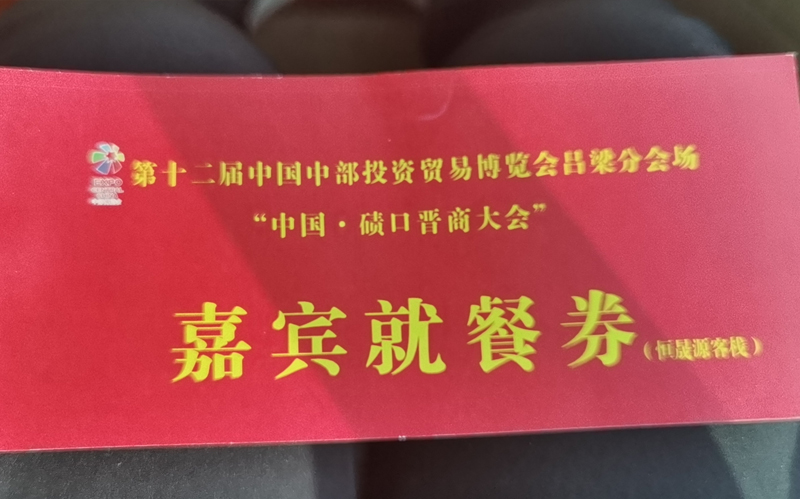 第十二届中国中部投资贸易博览会吕梁分会场
“中国·碛口晋商大会”
嘉宾就餐券(恒晟源客栈)